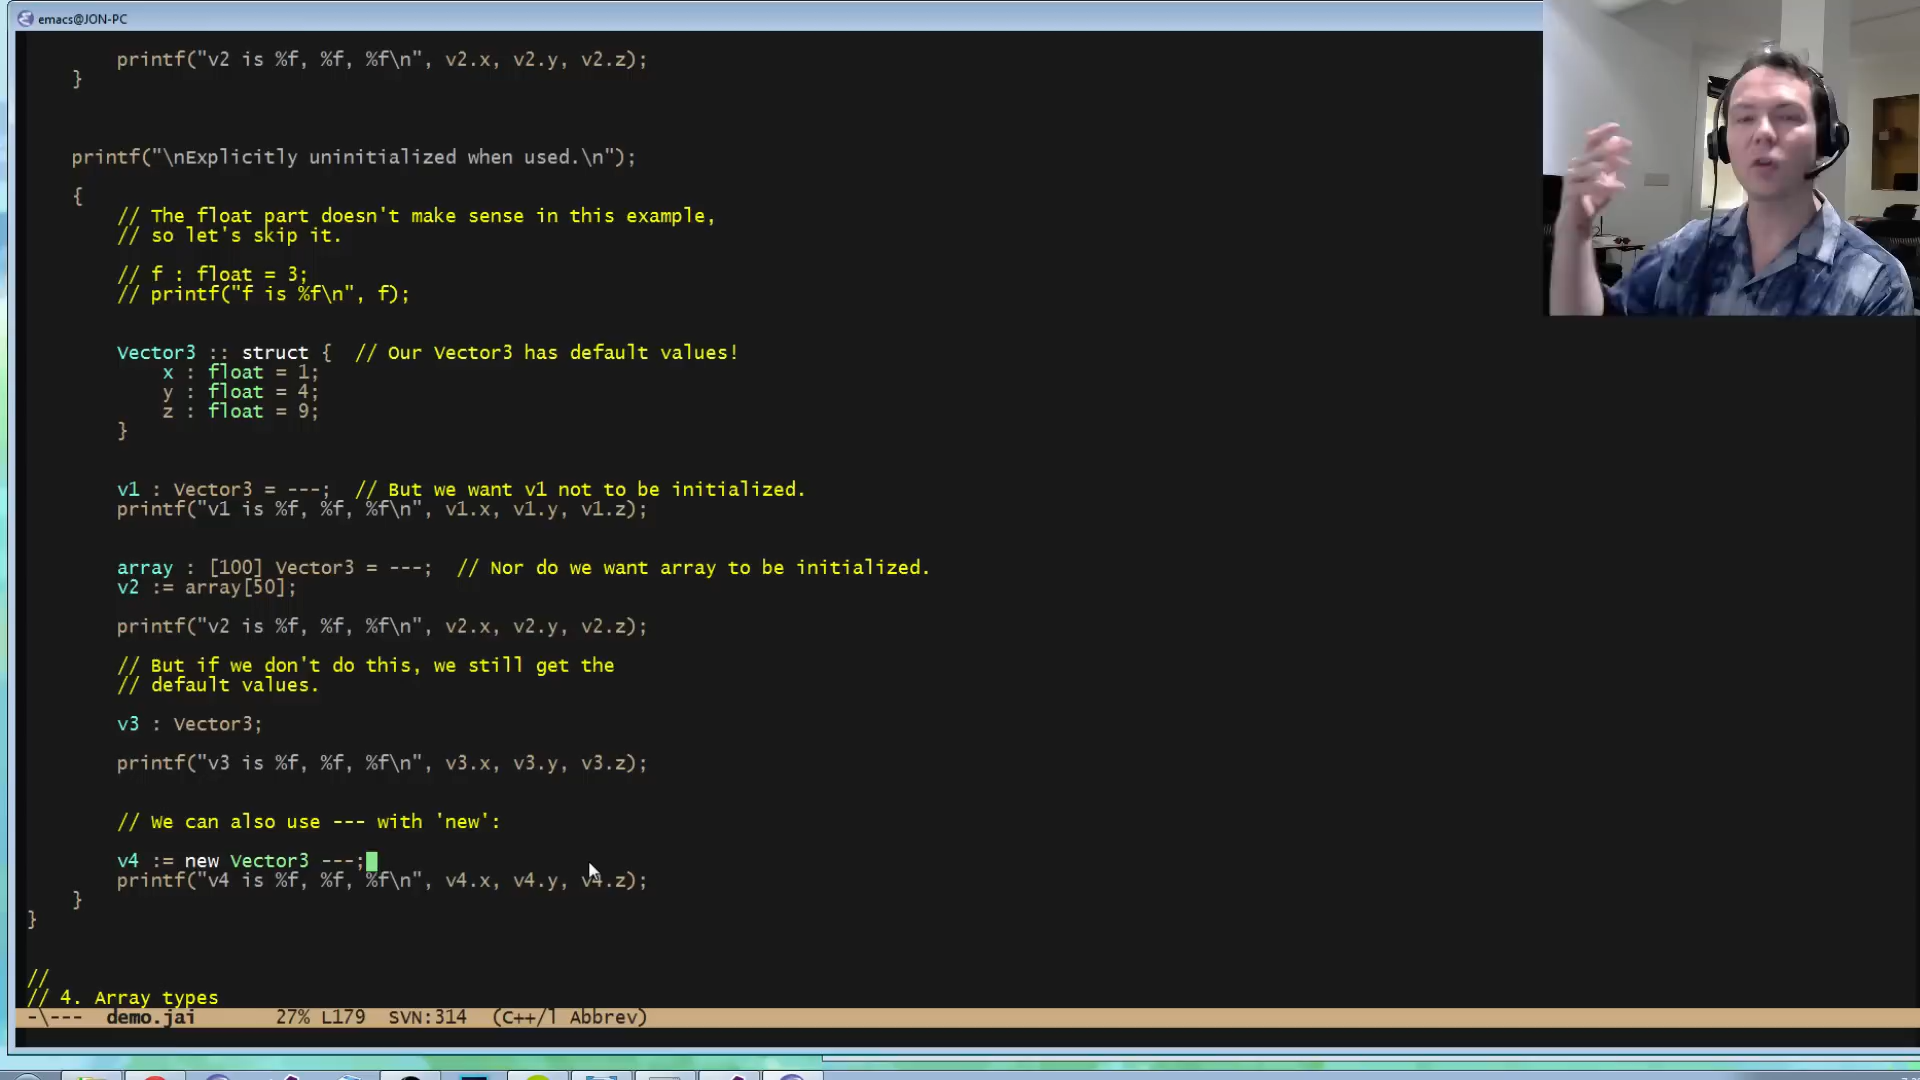 emacs@JON-PC
printf("v2 is %f, %f, %f\n", v2.x, v2.y, v2.z);
}
printf("\nExplicitly uninitialized when used.\n");
{
// The float part doesn't make sense in this example,
// so let's skip it.
// f : float = 3;
// printf("f is %f\n", f);
Vector3 :: struct {  // Our Vector3 has default values!
x : float = 1;
y : float = 4;
z : float = 9;
}
v1 : Vector3 = ---;  // But we want v1 not to be initialized.
printf("v1 is %f, %f, %f\n", v1.x, v1.y, v1.z);
array : [100] Vector3 = ---;  // Nor do we want array to be initialized.
v2 := array[50];
printf("v2 is %f, %f, %f\n", v2.x, v2.y, v2.z);
// But if we don't do this, we still get the
// default values.
v3 : Vector3;
printf("v3 is %f, %f, %f\n", v3.x, v3.y, v3.z);
// We can also use --- with 'new':
v4 := new Vector3 ---;
printf("v4 is %f, %f, %f\n", v4.x, v4.y, v4.z);
}
}
//
// 4. Array types
-\---  demo.jai       27% L179  SVN:314  (C++/l Abbrev)